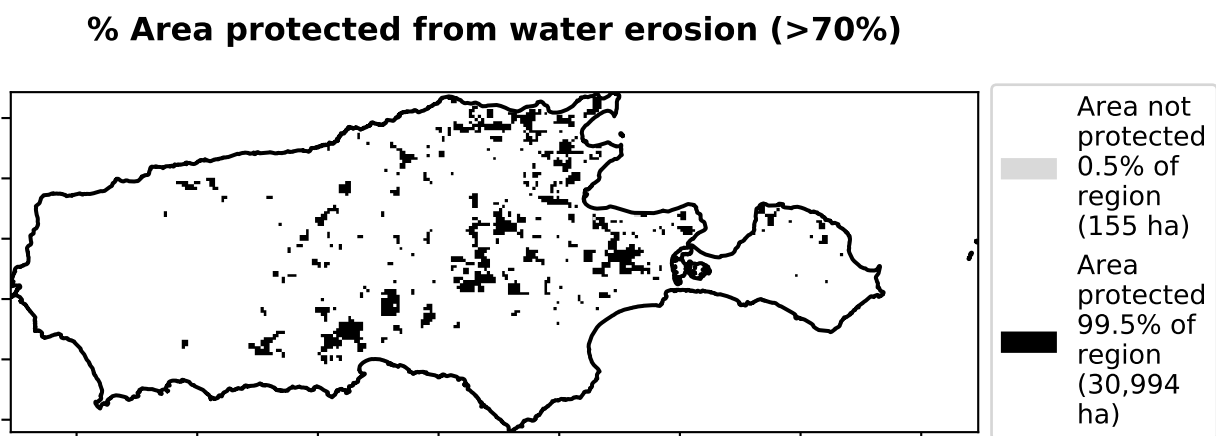 % Area protected from water erosion (>70%)
Area not
protected
0.5% of
region
(155 ha)
Area
protected
99.5% of
region
(30,994
ha)